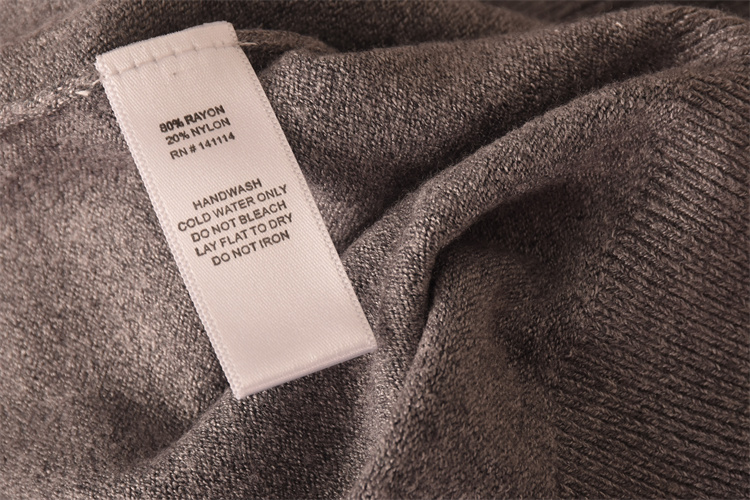 80% RAYON
20% NYLON
RN # 141114
HANDWASH
COLD WATER ONLY
DO NOT BLEACH
LAY FLAT TO DRY
DO NOT IRON